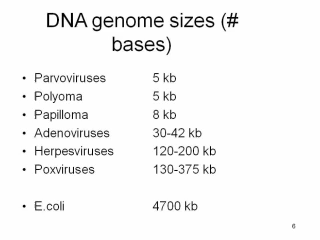 DNA genome sizes (#
bases)
• Parvoviruses 5 kb
• Polyoma 5 kb
• Papilloma 8 kb
• Adenoviruses 30-42 kb
• Herpesviruses 120-200 kb
• Poxviruses 130-375 kb
• E.coli 4700 kb
6